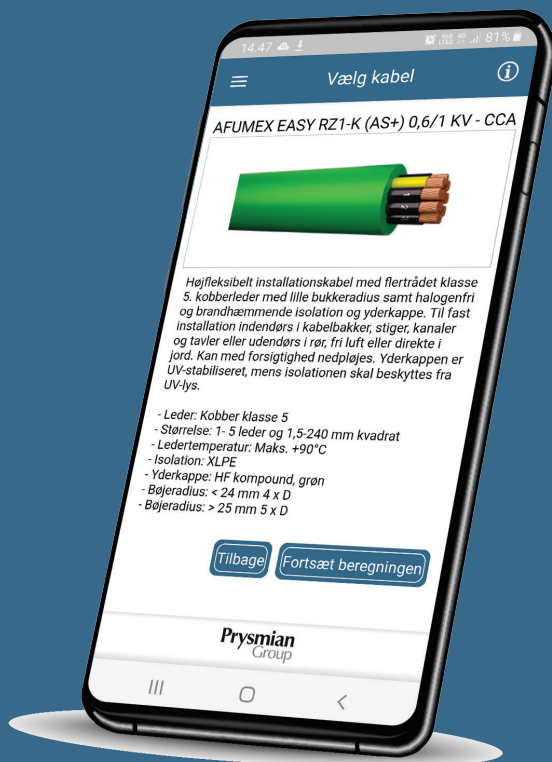 14.47
81%
Vælg kabel
AFUMEX EASY RZ1-K (AS+) 0,6/1 KV - CCA
1
2
Højfleksibelt installationskabel med flertrådet klasse
5. kobberleder med lille bukkeradius samt halogenfri
og brandhæmmende isolation og yderkappe. Til fast
installation indendørs i kabelbakker, stiger, kanaler
og tavler eller udendørs i rør, fri luft eller direkte i
jord. Kan med forsigtighed nedpløjes. Yderkappen er
UV-stabiliseret, mens isolationen skal beskyttes fra
UV-lys.
- Leder: Kobber klasse 5
- Størrelse: 1- 5 leder og 1,5-240 mm kvadrat
- Ledertemperatur: Maks. +90°C
- Isolation: XLPE
- Yderkappe: HF kompound, grøn
- Bøjeradius: < 24 mm 4 x D
- Bøjeradius: > 25 mm 5 x D
Tilbage Fortsæt beregningen
Prysmian
Group